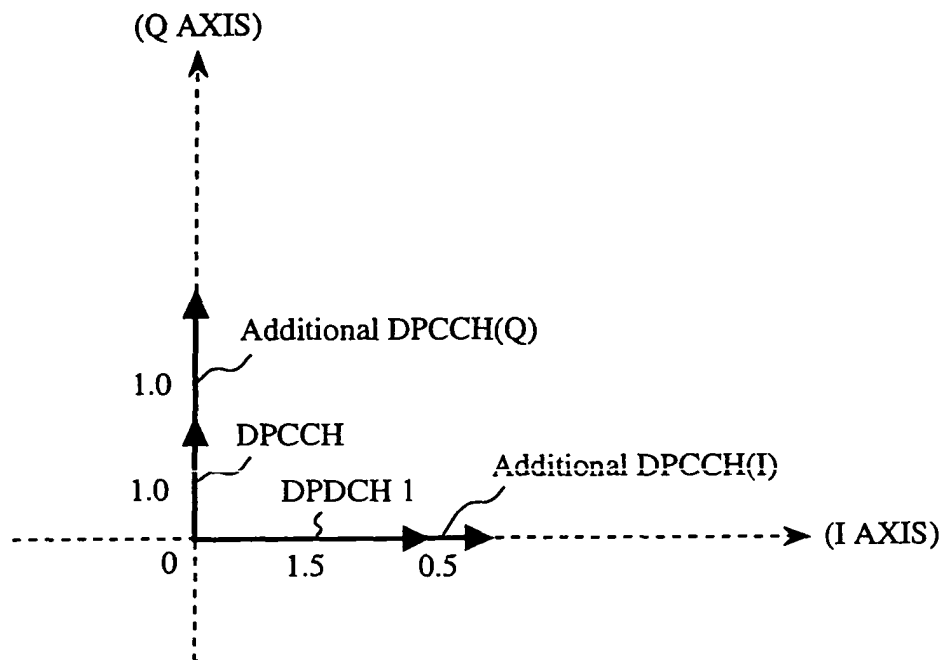 (Q AXIS)
Additional DPCCH(Q)
1.0
DPCCH
Additional DPCCH(I)
1.0
DPDCH 1
(I AXIS)
0
1.5
0.5